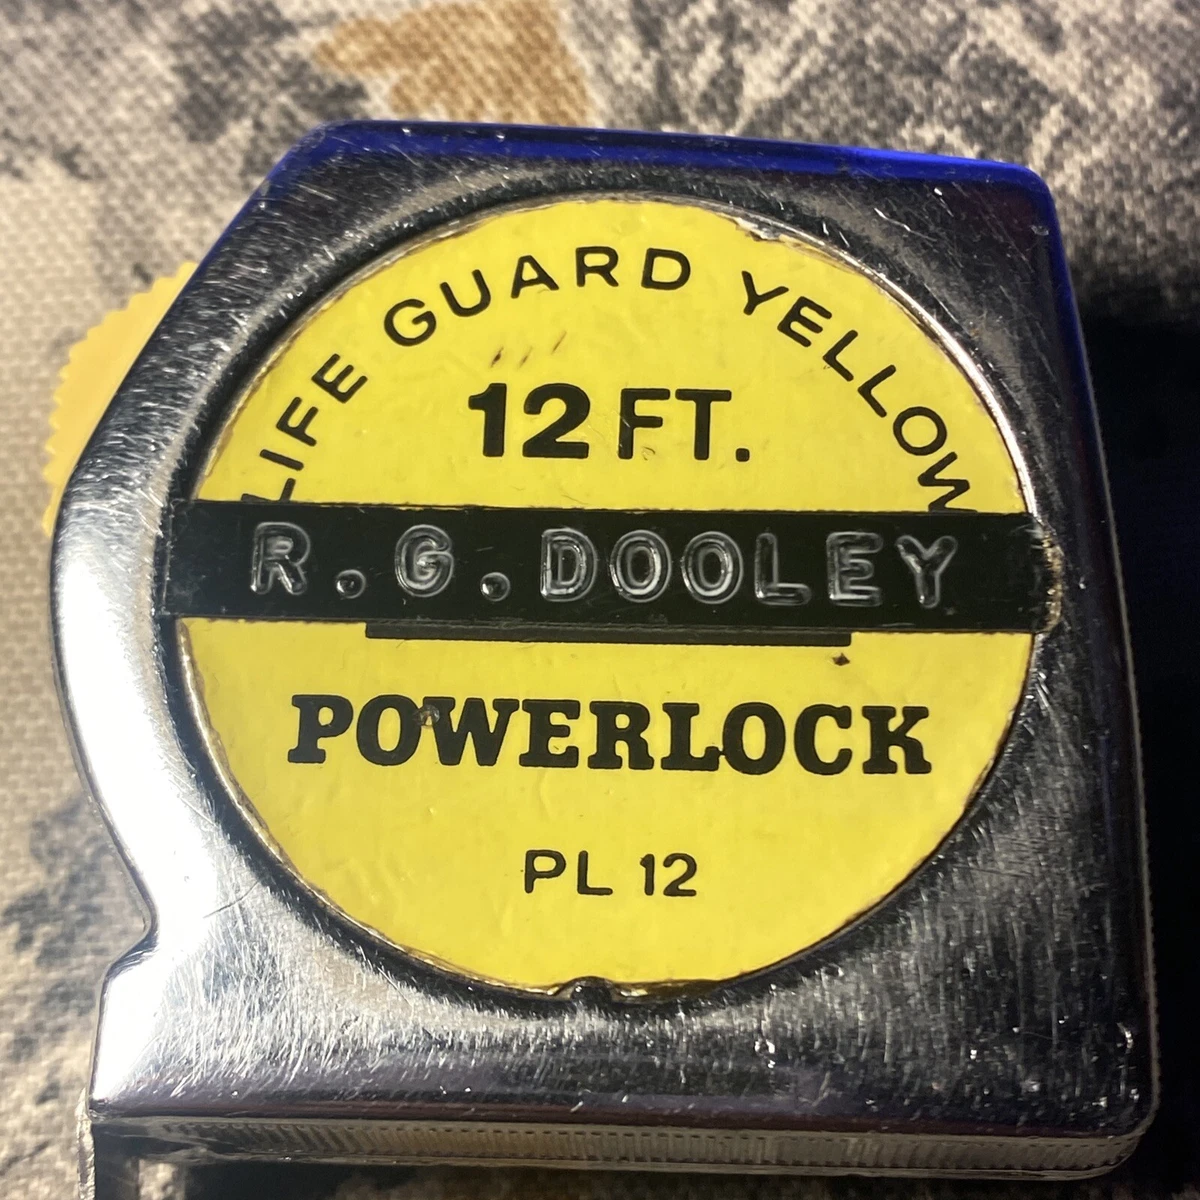 LIFE GUARD YELLOW
12 FT.
R.G.DOOLEY
POWERLOCK
PL 12